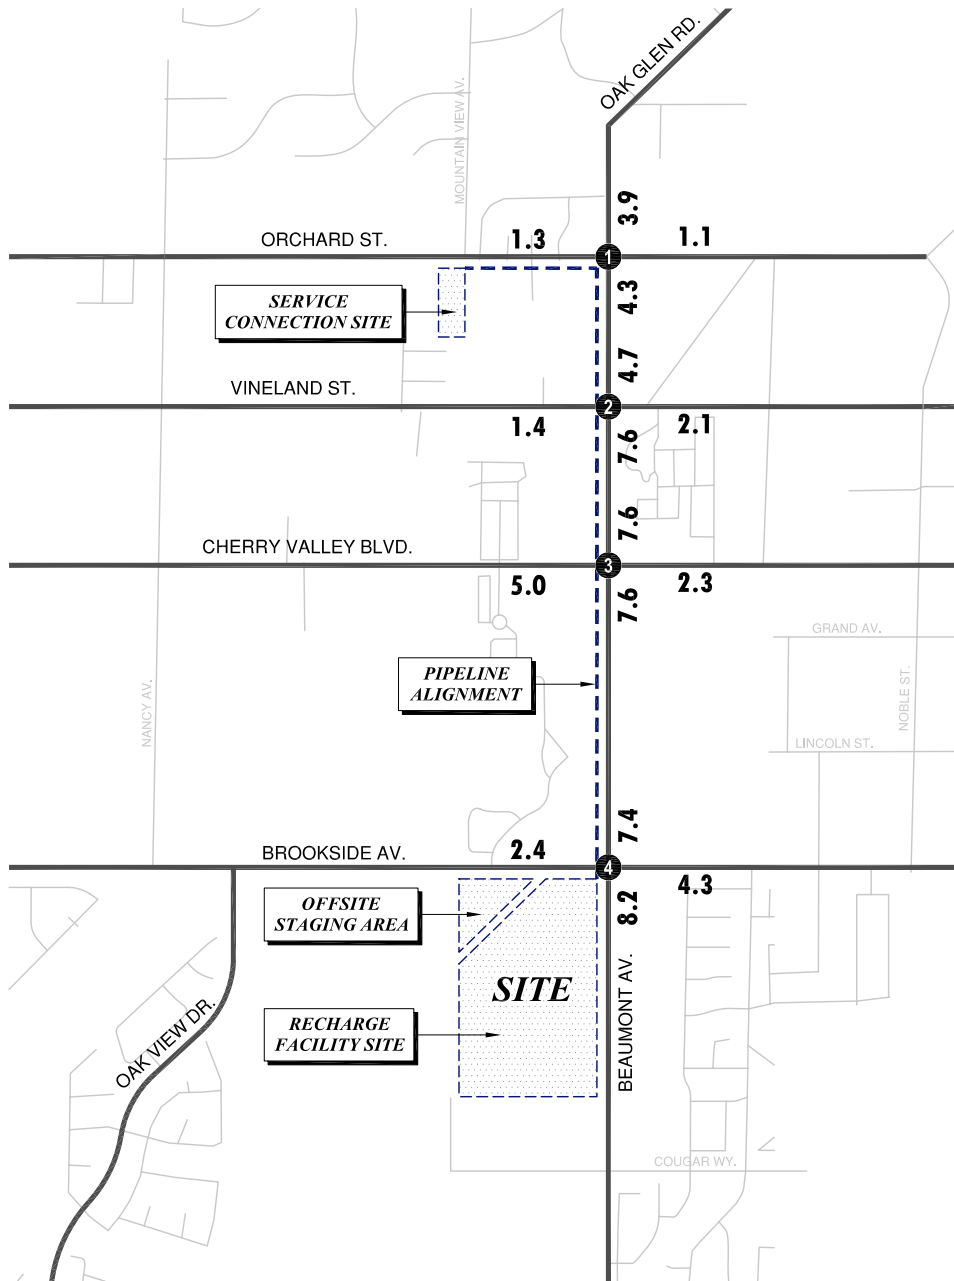 OAK GLEN RD.
MOUNTAIN VIEW AV.
3.9
ORCHARD ST.
1.3
1.1
1
4.3
SERVICE
CONNECTION SITE
4.7
VINELAND ST.
2
1.4
2.1
7.6
7.6
CHERRY VALLEY BLVD.
3
5.0
2.3
7.6
GRAND AV.
PIPELINE
ALIGNMENT
NANCY AV.
NOBLE ST.
LINCOLN ST.
7.4
BROOKSIDE AV.
2.4
4
4.3
8.2
OFFSITE
STAGING AREA
SITE
BEAUMONT AV.
RECHARGE
FACILITY SITE
OAK VIEW DR.
COUGAR WY.